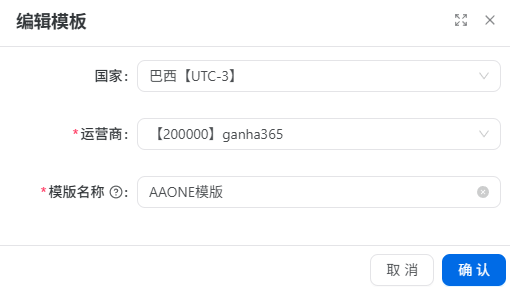 编辑模板
国家: 巴西【UTC-3】
*运营商: 【200000】ganha365
*模版名称 ?: AAONE模版
取 消 确 认